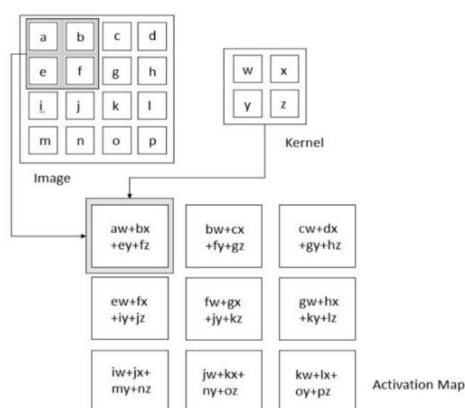 a b c d
e f g h
i j k l
m n o p
Image
w x
y z
Kernel
aw+bx
+ey+fz
bw+cx
+fy+gz
cw+dx
+gy+hz
ew+fx
+iy+jz
fw+gx
+jy+kz
gw+hx
+ky+lz
iw+jx+
my+nz
jw+kx+
ny+oz
kw+lx+
oy+pz
Activation Map